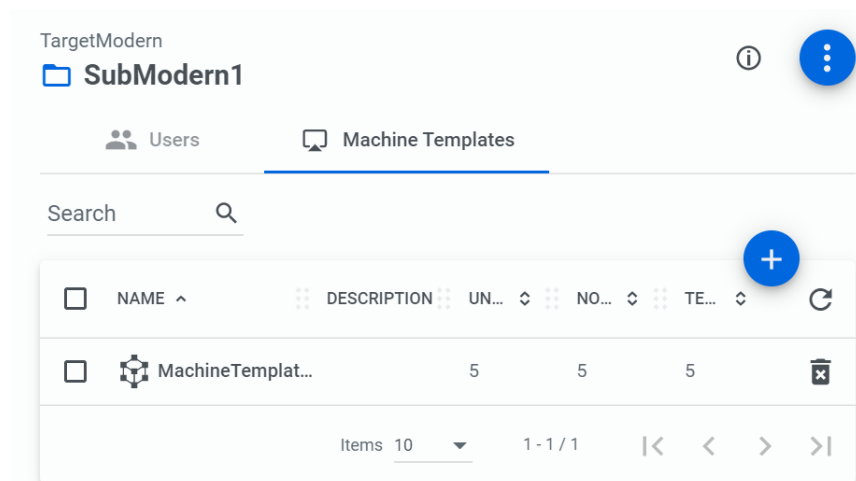 TargetModern
SubModern1
Users Machine Templates
Search
NAME DESCRIPTION UN... NO... TE...
MachineTemplat... 5 5 5
Items 10 1 - 1 / 1